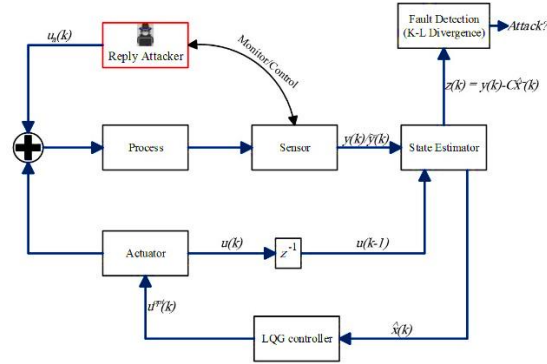 Fault Detection
(K-L Divergence)
Attack?
u_a(k)
Reply Attacker
Monitor/Control
z(k) = y(k)-Cx̂⁻(k)
Process
Sensor
y(k)/ỹ(k)
State Estimator
Actuator
u(k)
z⁻¹
u(k-1)
LQG controller
x̂(k)